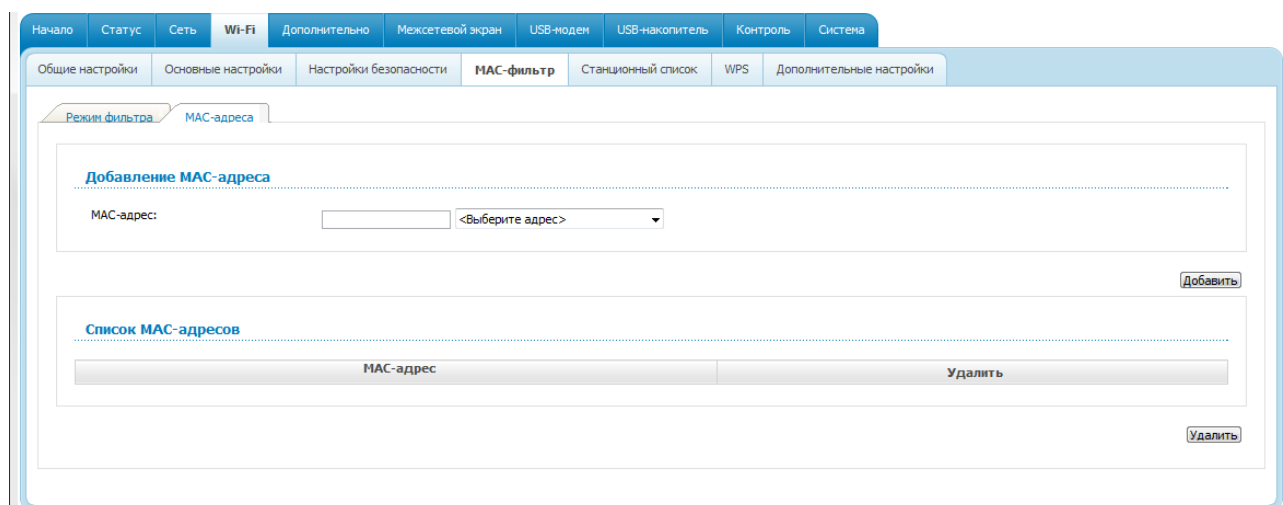 Начало Статус Сеть Wi-Fi Дополнительно Межсетевой экран USB-модем USB-накопитель Контроль Система
Общие настройки Основные настройки Настройки безопасности MAC-фильтр Станционный список WPS Дополнительные настройки
Режим фильтра MAC-адреса
Добавление MAC-адреса
MAC-адрес: <Выберите адрес>
Добавить
Список MAC-адресов
MAC-адрес Удалить
Удалить